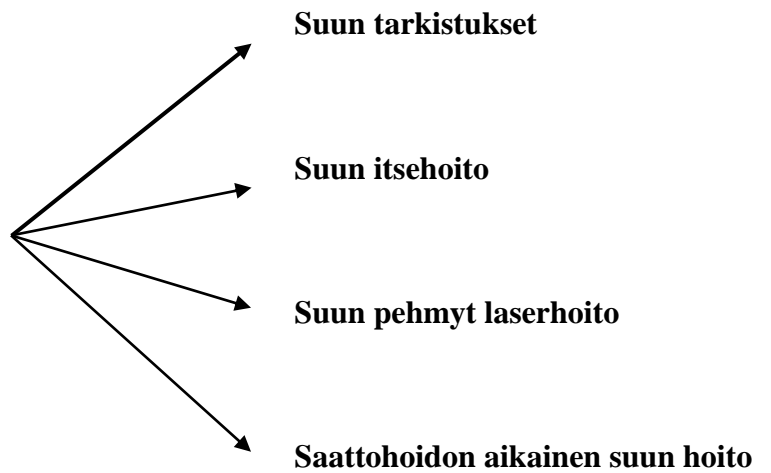 Suun tarkistukset
Suun itsehoito
Suun pehmyt laserhoito
Saattohoidon aikainen suun hoito